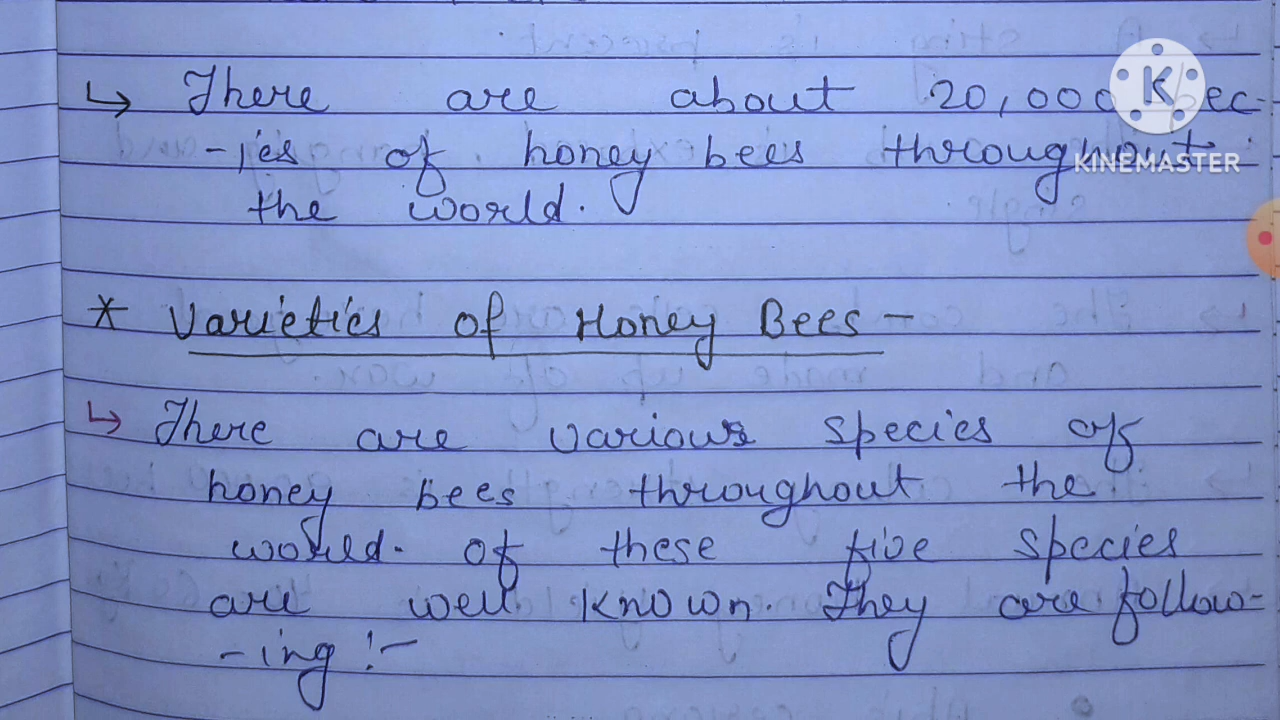 ↳ There are about 20,000 spec-
-ies of honey bees throughout
the world.
KINEMASTER
* Varieties of Honey Bees -
↳ There are various species of
honey bees throughout the
world. of these five species
are well known. They are follow-
-ing :-